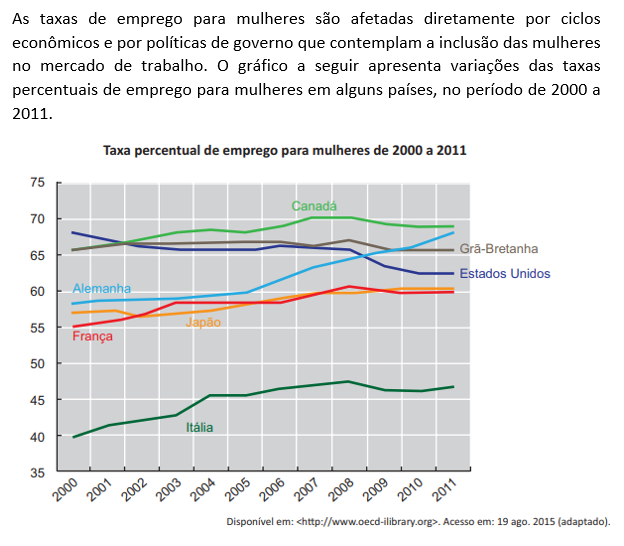 As taxas de emprego para mulheres são afetadas diretamente por ciclos
econômicos e por políticas de governo que contemplam a inclusão das mulheres
no mercado de trabalho. O gráfico a seguir apresenta variações das taxas
percentuais de emprego para mulheres em alguns países, no período de 2000 a
2011.
Taxa percentual de emprego para mulheres de 2000 a 2011
75
70
65
60
55
50
45
40
35
Canadá
Grã-Bretanha
Estados Unidos
Alemanha
Japão
França
Itália
2000
2001
2002
2003
2004
2005
2006
2007
2008
2009
2010
2011
Disponível em: <http://www.oecd-ilibrary.org>. Acesso em: 19 ago. 2015 (adaptado).